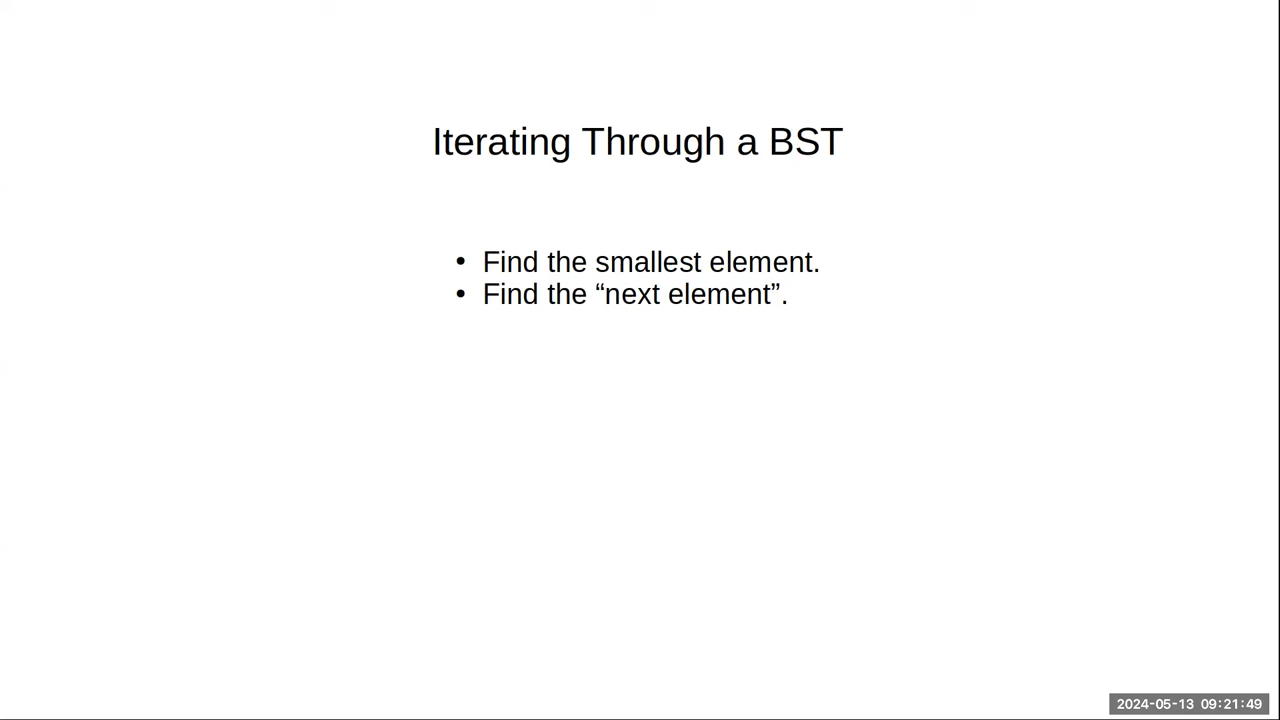 Iterating Through a BST
• Find the smallest element.
• Find the “next element”.
2024-05-13 09:21:49